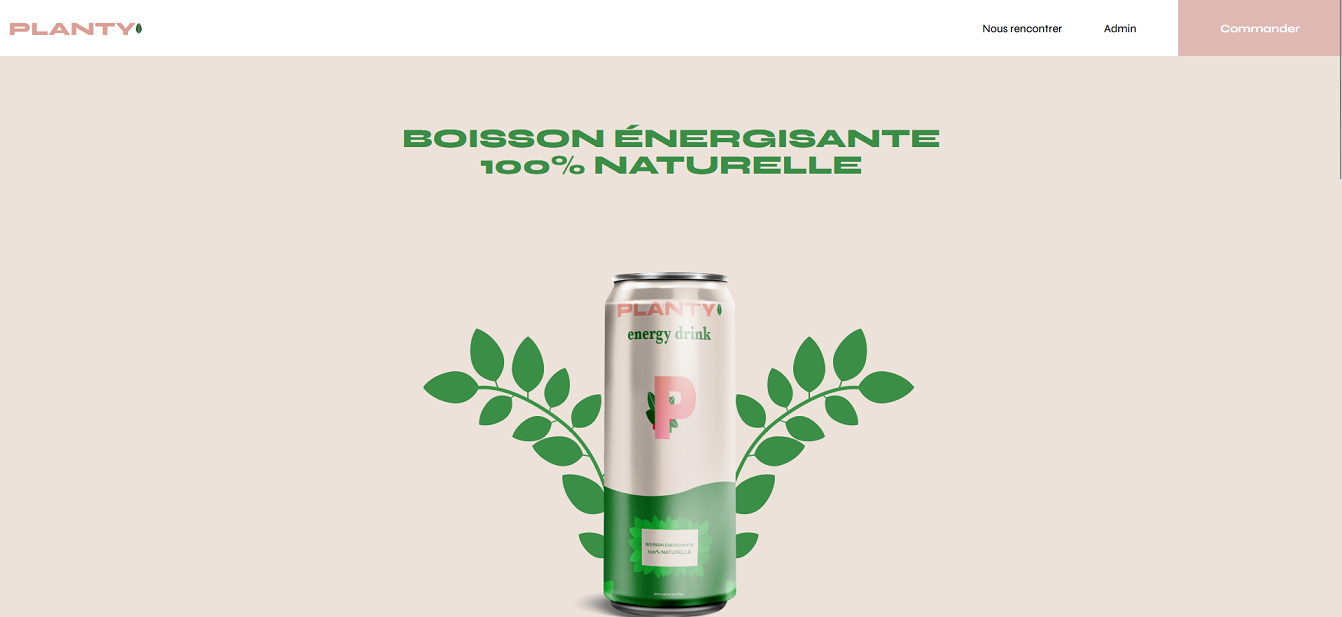 PLANTY
Nous rencontrer
Admin
Commander
BOISSON ÉNERGISANTE
100% NATURELLE
PLANTY
energy drink
P
BOISSON ÉNERGISANTE
100% NATURELLE